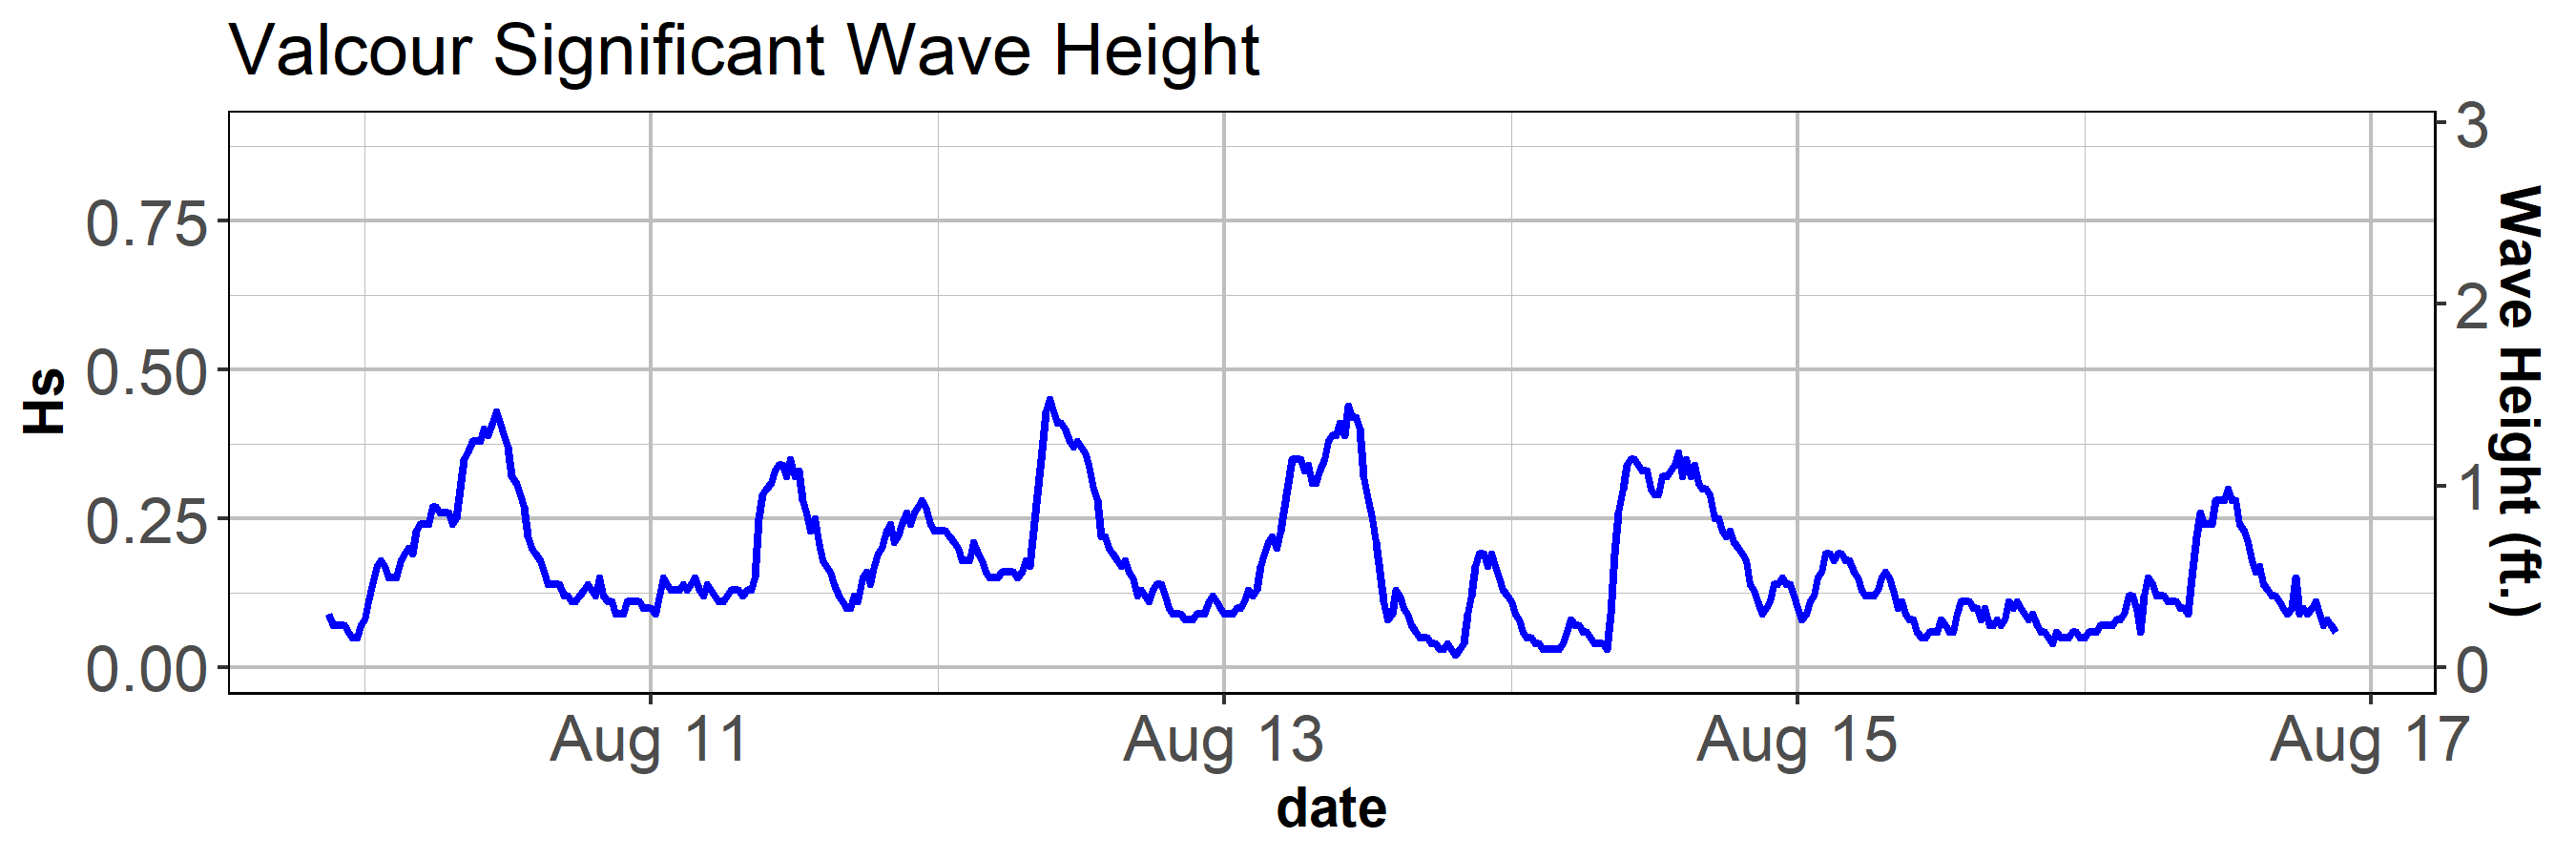 Valcour Significant Wave Height
Hs
0.75
0.50
0.25
0.00
3
2
1
0
Wave Height (ft.)
Aug 11
Aug 13
Aug 15
Aug 17
date